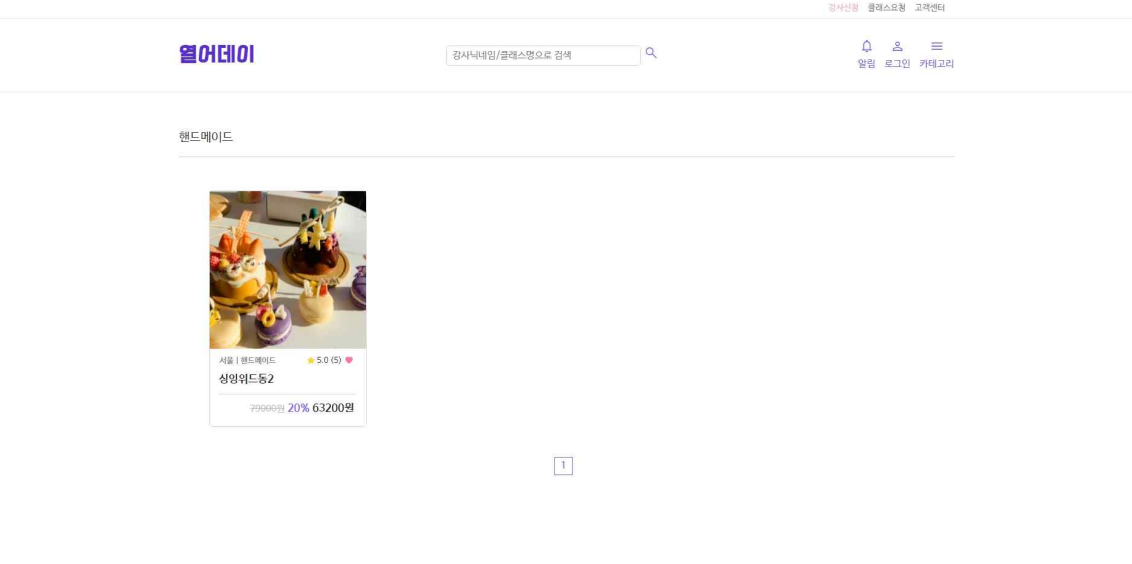 강사신청 클래스요청 고객센터
열어데이
강사닉네임/클래스명으로 검색
알림 로그인 카테고리
핸드메이드
서울 | 핸드메이드 5.0 (5)
싱잉위드동2
79000원 20% 63200원
1